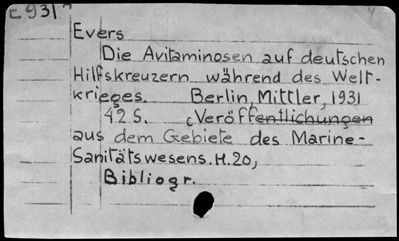 E 931
Evers
Die Avitaminosen auf deutschen
Hilfskreuzern während des Welt-
krieges. Berlin, Mittler, 1931
42 S. (Veröffentlichungen
aus dem Gebiete des Marine-
Sanitätswesens. H. 20,
Bibliogr.